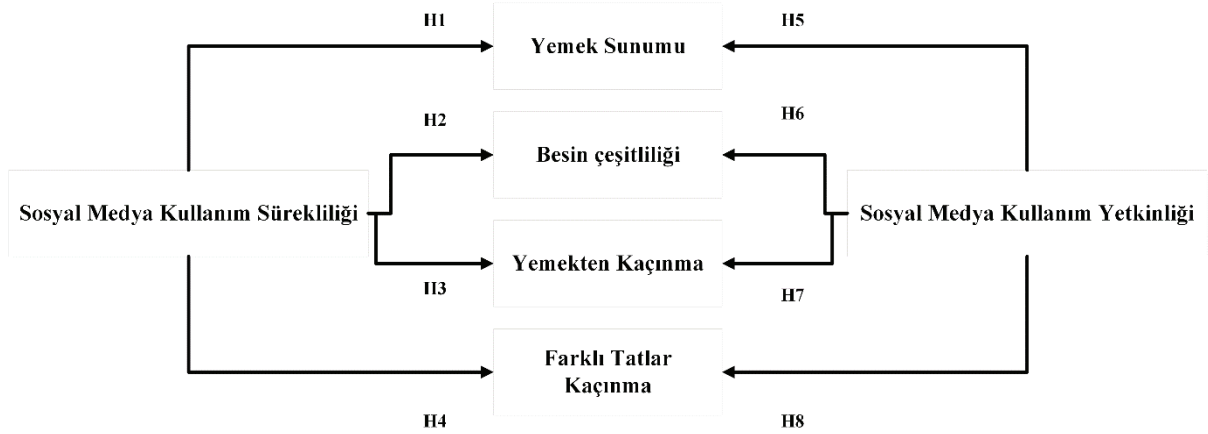 H1
Yemek Sunumu
H5
H2
Besin çeşitliliği
H6
Sosyal Medya Kullanım Sürekliliği
Sosyal Medya Kullanım Yetkinliği
Yemekten Kaçınma
H3
H7
Farklı Tatlar
Kaçınma
H4
H8